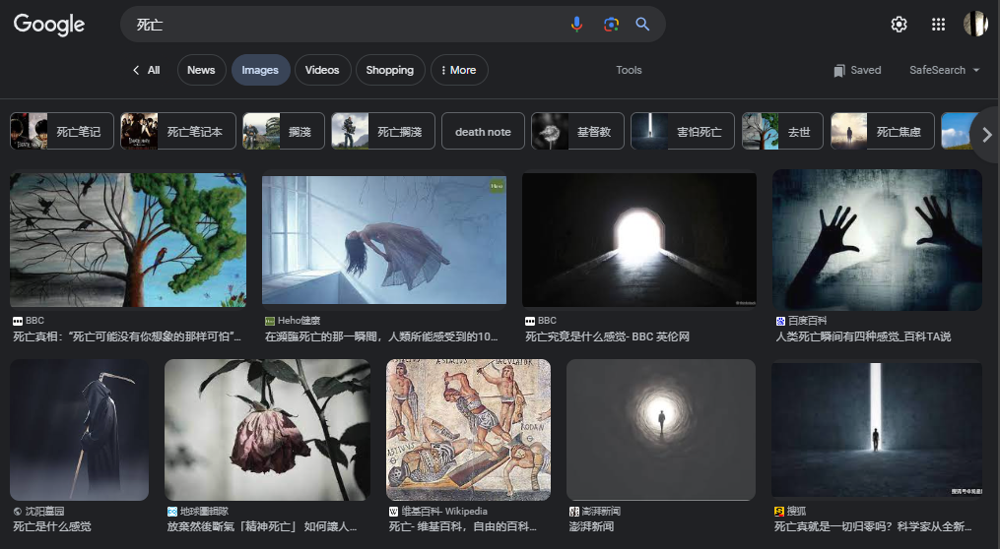 Google
死亡
All
News
Images
Videos
Shopping
More
Tools
Saved
SafeSearch
死亡笔记
死亡笔记本
擱淺
死亡擱淺
death note
基督教
害怕死亡
去世
死亡焦虑
Heho
BBC
死亡真相：“死亡可能没有你想象的那样可怕”...
Heho健康
在瀕臨死亡的那一瞬間，人類所能感受到的10...
BBC
死亡究竟是什么感觉- BBC 英伦网
百度百科
人类死亡瞬间有四种感觉_百科TA说
ASTACIUS
IACULATOR
RODAN
沈阳墓园
死亡是什么感觉
地球圖輯隊
放棄然後斷氣「精神死亡」 如何讓人...
维基百科- Wikipedia
死亡- 维基百科，自由的百科...
澎湃新闻
澎湃新闻
搜狐
死亡真就是一切归零吗？科学家从全新...